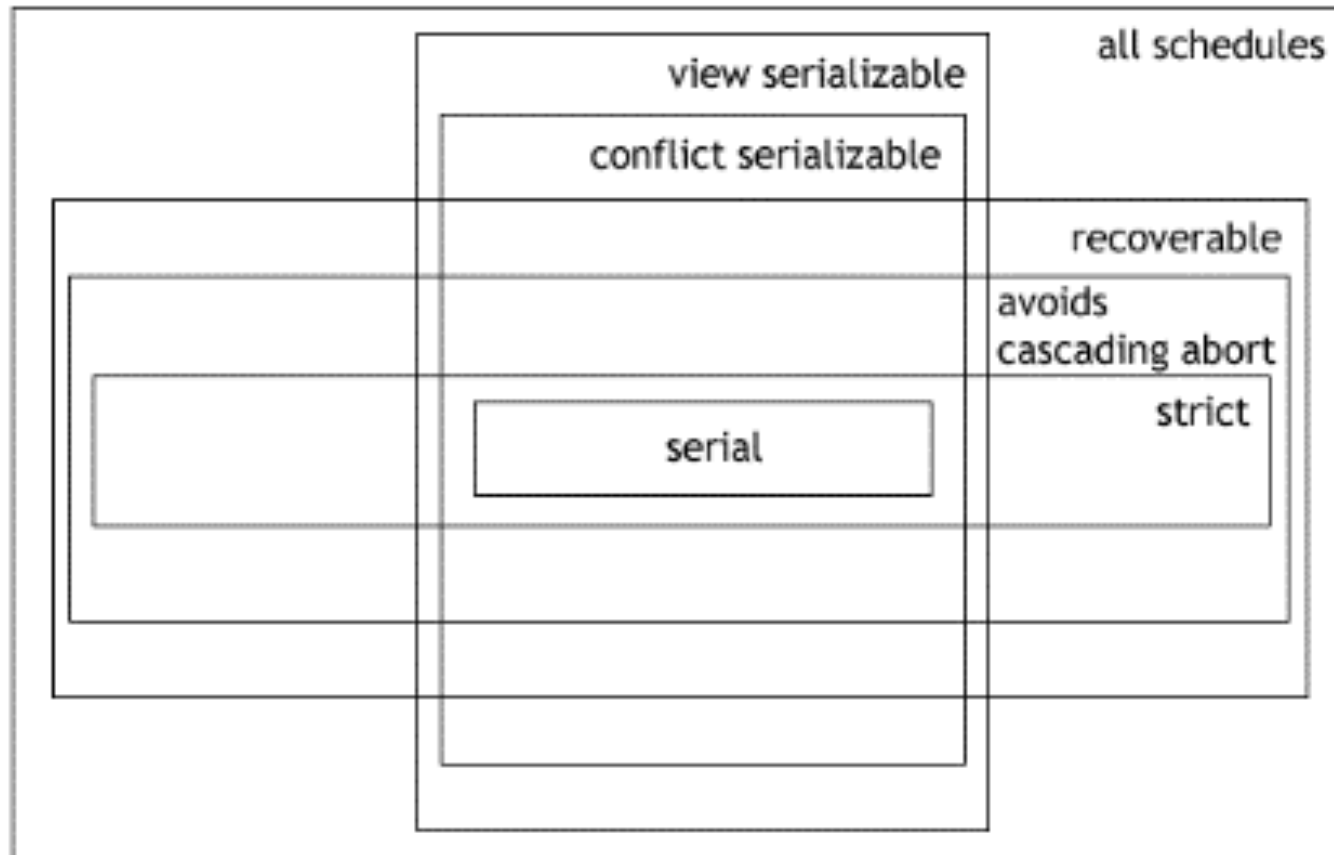 all schedules
view serializable
conflict serializable
recoverable
avoids
cascading abort
strict
serial